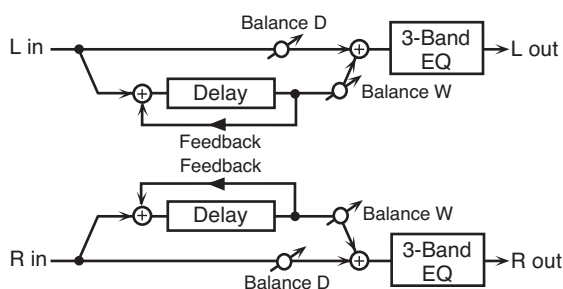 Balance D
L in
3-Band
EQ
L out
Delay
Balance W
Feedback
Feedback
Delay
Balance W
R in
3-Band
EQ
R out
Balance D